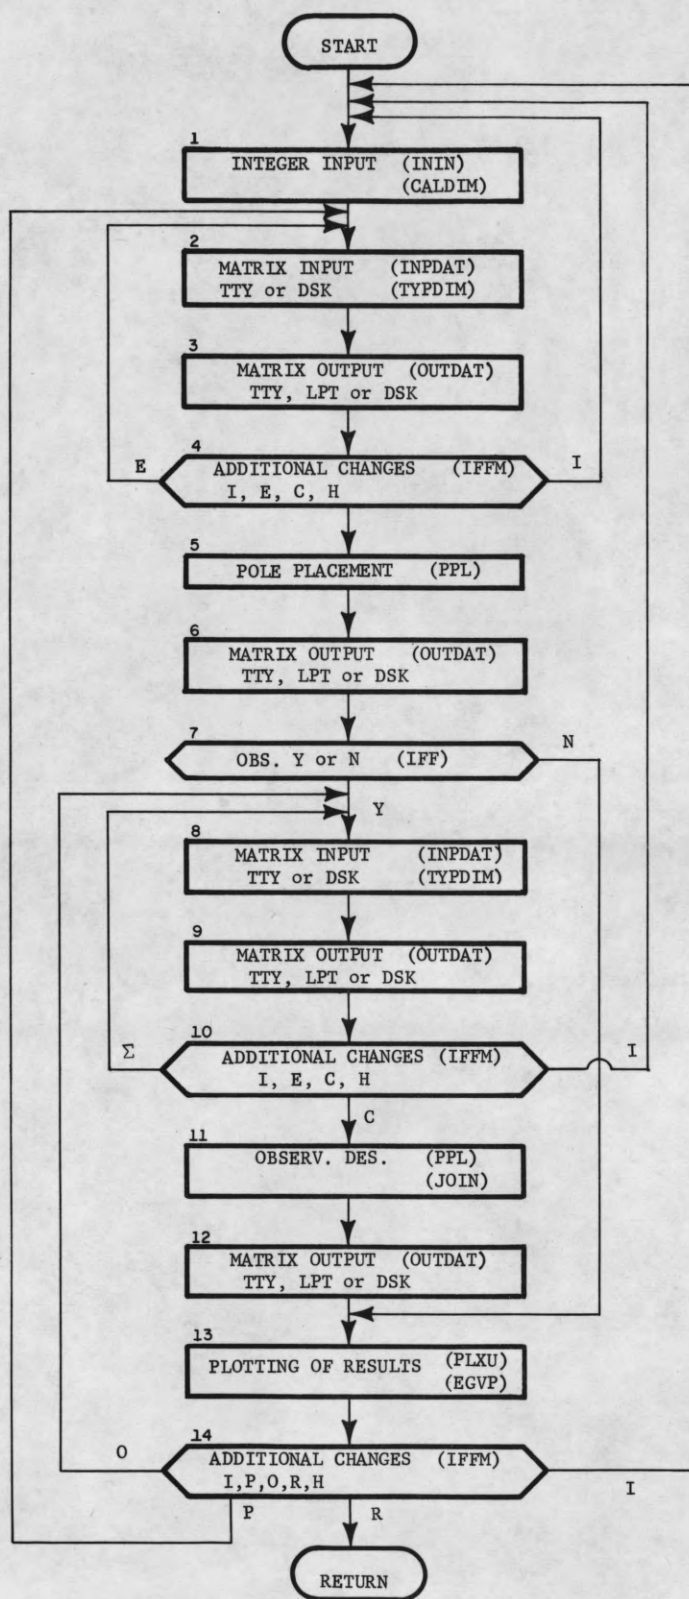 START
1
INTEGER INPUT (ININ)
(CALDIM)
2
MATRIX INPUT (INPDAT)
TTY or DSK (TYPDIM)
3
MATRIX OUTPUT (OUTDAT)
TTY, LPT or DSK
4
E
ADDITIONAL CHANGES (IFFM)
I
I, E, C, H
5
POLE PLACEMENT (PPL)
6
MATRIX OUTPUT (OUTDAT)
TTY, LPT or DSK
7
OBS. Y or N (IFF)
N
Y
8
MATRIX INPUT (INPDAT)
TTY or DSK (TYPDIM)
9
MATRIX OUTPUT (OUTDAT)
TTY, LPT or DSK
10
Σ
ADDITIONAL CHANGES (IFFM)
I
I, E, C, H
C
11
OBSERV. DES. (PPL)
(JOIN)
12
MATRIX OUTPUT (OUTDAT)
TTY, LPT or DSK
13
PLOTTING OF RESULTS (PLXU)
(EGVP)
14
O
ADDITIONAL CHANGES (IFFM)
I,P,O,R,H
I
P
R
RETURN